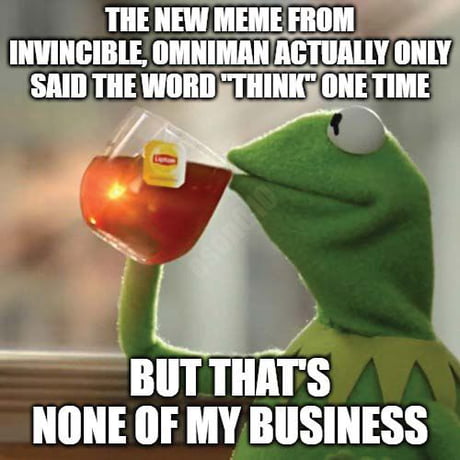 THE NEW MEME FROM
INVINCIBLE, OMNIMAN ACTUALLY ONLY
SAID THE WORD "THINK" ONE TIME
Lipton
BUT THAT'S
NONE OF MY BUSINESS